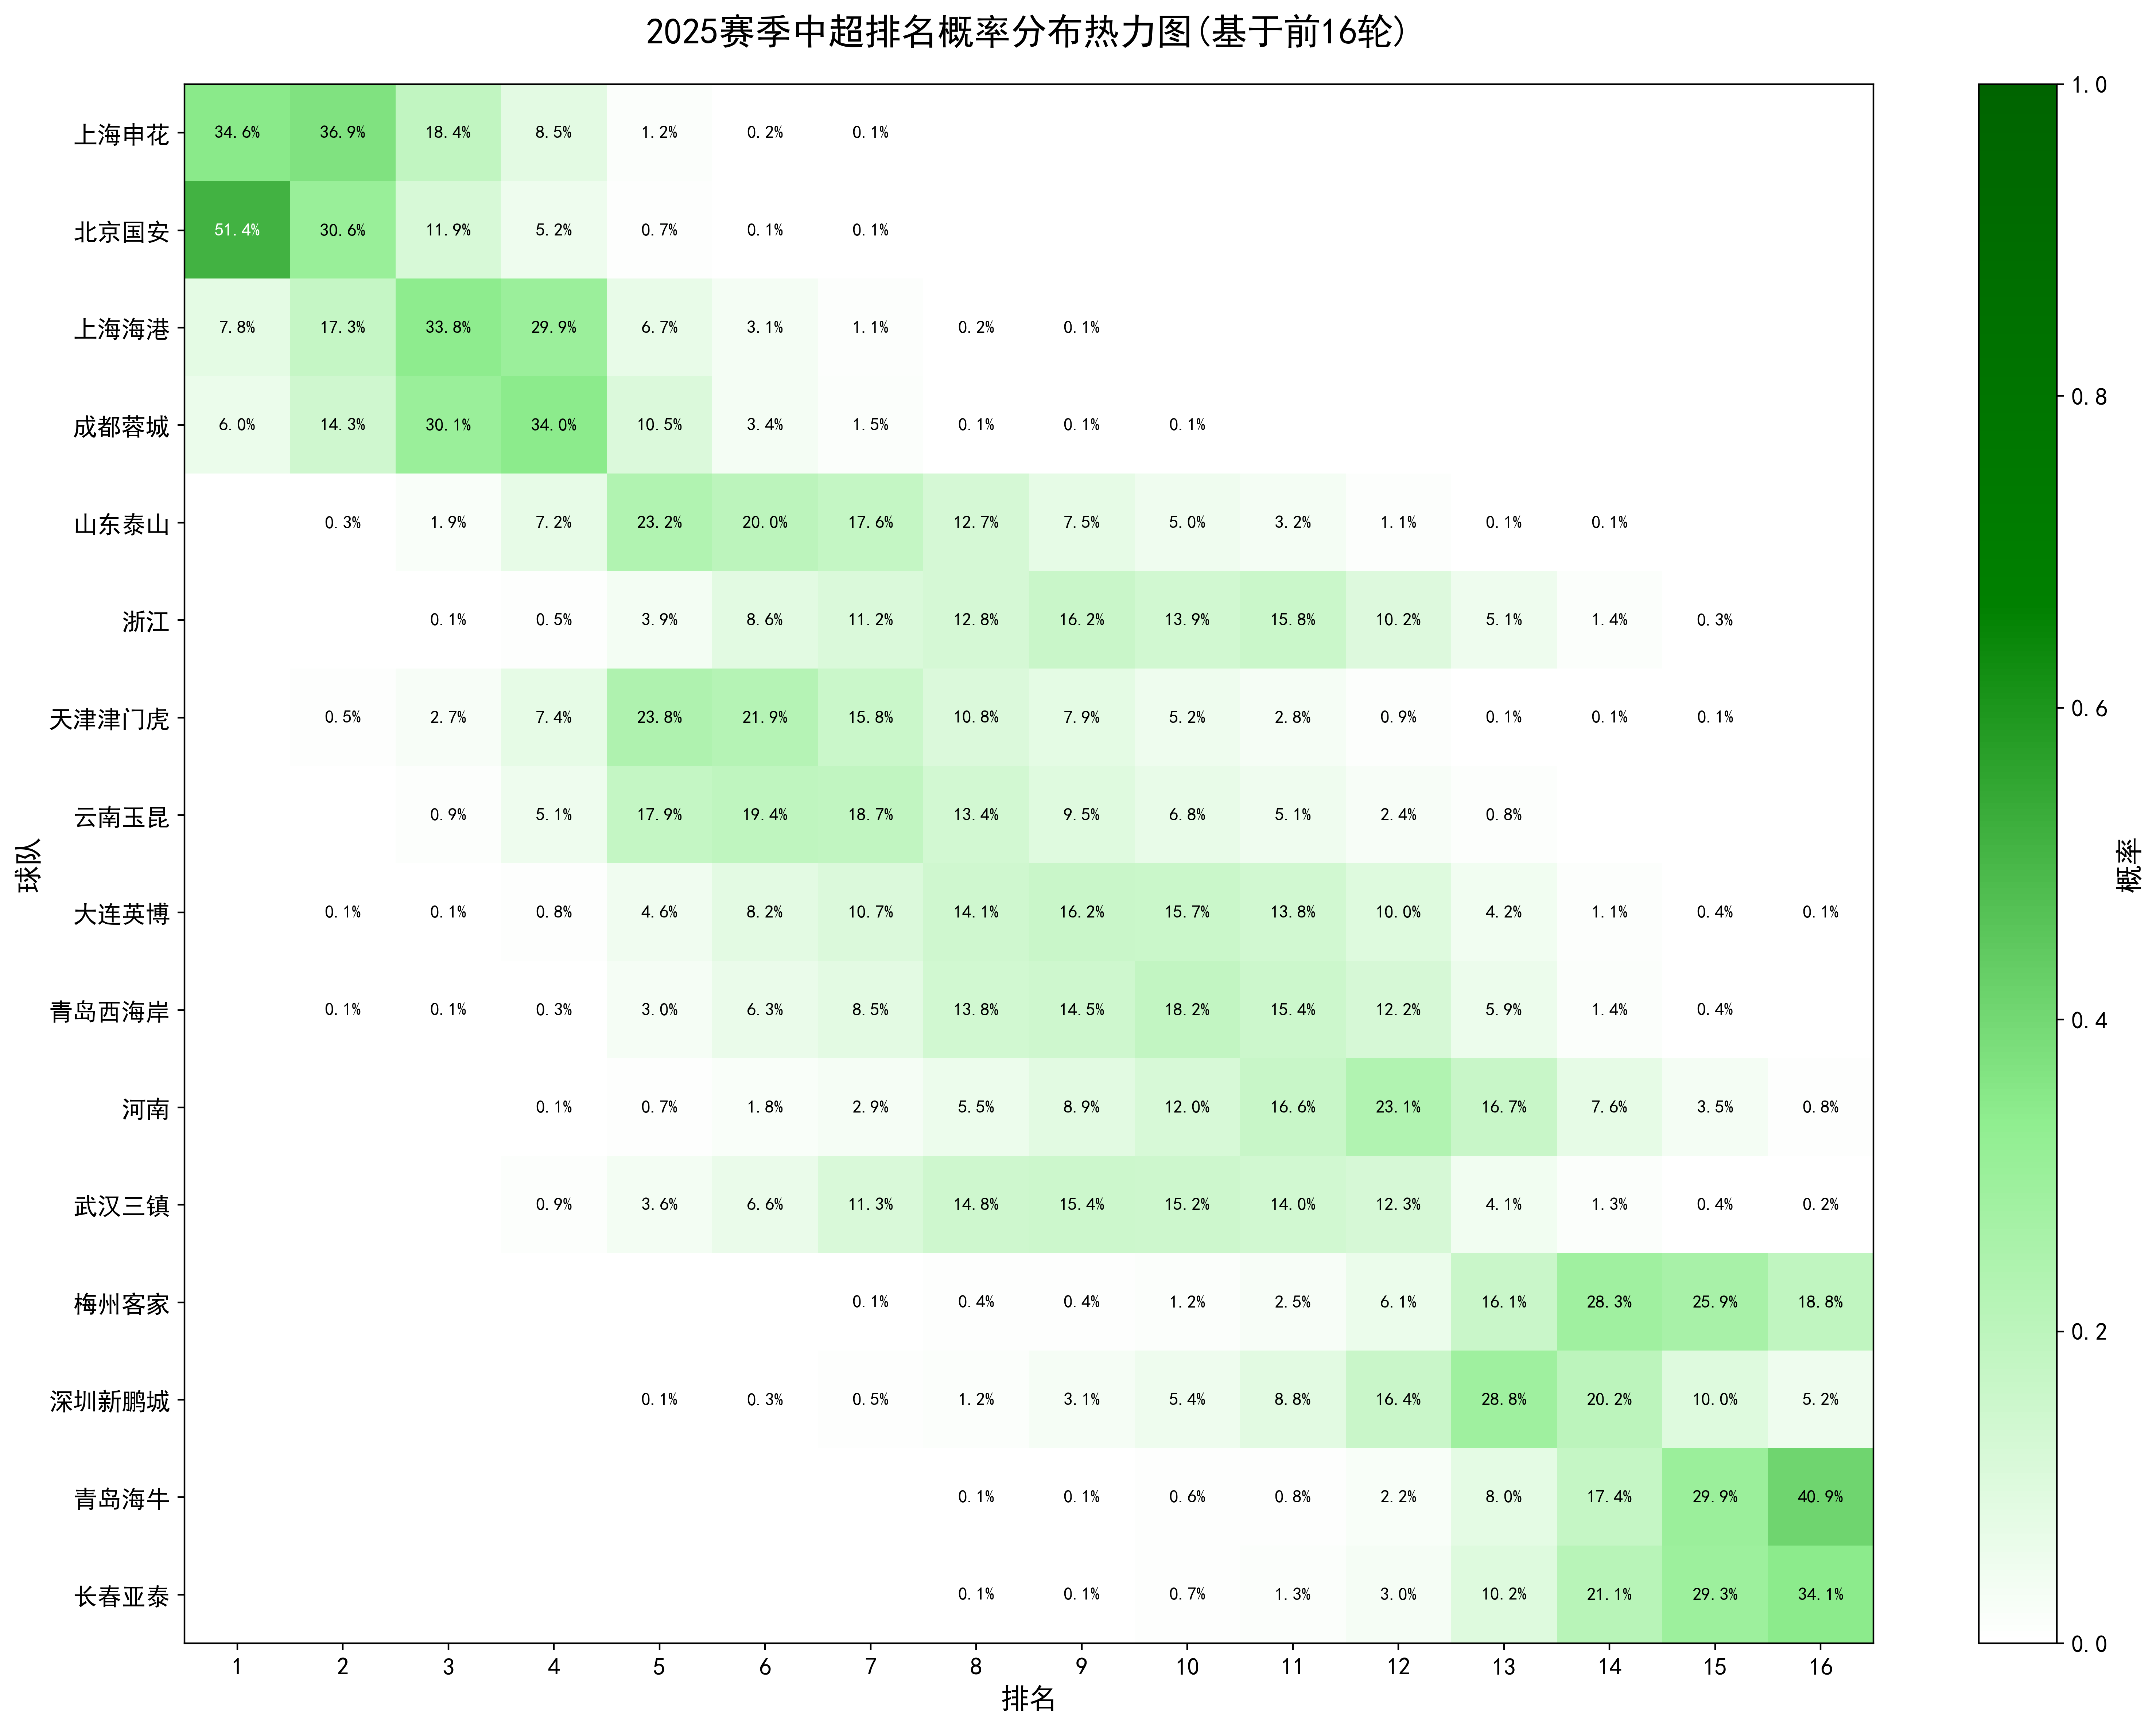 2025赛季中超排名概率分布热力图(基于前16轮)
上海申花 34.6% 36.9% 18.4% 8.5% 1.2% 0.2% 0.1%
北京国安 51.4% 30.6% 11.9% 5.2% 0.7% 0.1% 0.1%
上海海港 7.8% 17.3% 33.8% 29.9% 6.7% 3.1% 1.1% 0.2% 0.1%
成都蓉城 6.0% 14.3% 30.1% 34.0% 10.5% 3.4% 1.5% 0.1% 0.1% 0.1%
山东泰山 0.3% 1.9% 7.2% 23.2% 20.0% 17.6% 12.7% 7.5% 5.0% 3.2% 1.1% 0.1% 0.1%
浙江 0.1% 0.5% 3.9% 8.6% 11.2% 12.8% 16.2% 13.9% 15.8% 10.2% 5.1% 1.4% 0.3%
天津津门虎 0.5% 2.7% 7.4% 23.8% 21.9% 15.8% 10.8% 7.9% 5.2% 2.8% 0.9% 0.1% 0.1% 0.1%
云南玉昆 0.9% 5.1% 17.9% 19.4% 18.7% 13.4% 9.5% 6.8% 5.1% 2.4% 0.8%
大连英博 0.1% 0.1% 0.8% 4.6% 8.2% 10.7% 14.1% 16.2% 15.7% 13.8% 10.0% 4.2% 1.1% 0.4% 0.1%
青岛西海岸 0.1% 0.1% 0.3% 3.0% 6.3% 8.5% 13.8% 14.5% 18.2% 15.4% 12.2% 5.9% 1.4% 0.4%
河南 0.1% 0.7% 1.8% 2.9% 5.5% 8.9% 12.0% 16.6% 23.1% 16.7% 7.6% 3.5% 0.8%
武汉三镇 0.9% 3.6% 6.6% 11.3% 14.8% 15.4% 15.2% 14.0% 12.3% 4.1% 1.3% 0.4% 0.2%
梅州客家 0.1% 0.4% 0.4% 1.2% 2.5% 6.1% 16.1% 28.3% 25.9% 18.8%
深圳新鹏城 0.1% 0.3% 0.5% 1.2% 3.1% 5.4% 8.8% 16.4% 28.8% 20.2% 10.0% 5.2%
青岛海牛 0.1% 0.1% 0.6% 0.8% 2.2% 8.0% 17.4% 29.9% 40.9%
长春亚泰 0.1% 0.1% 0.7% 1.3% 3.0% 10.2% 21.1% 29.3% 34.1%
1 2 3 4 5 6 7 8 9 10 11 12 13 14 15 16
排名
球队
1.0
0.8
0.6
0.4
0.2
0.0
概率